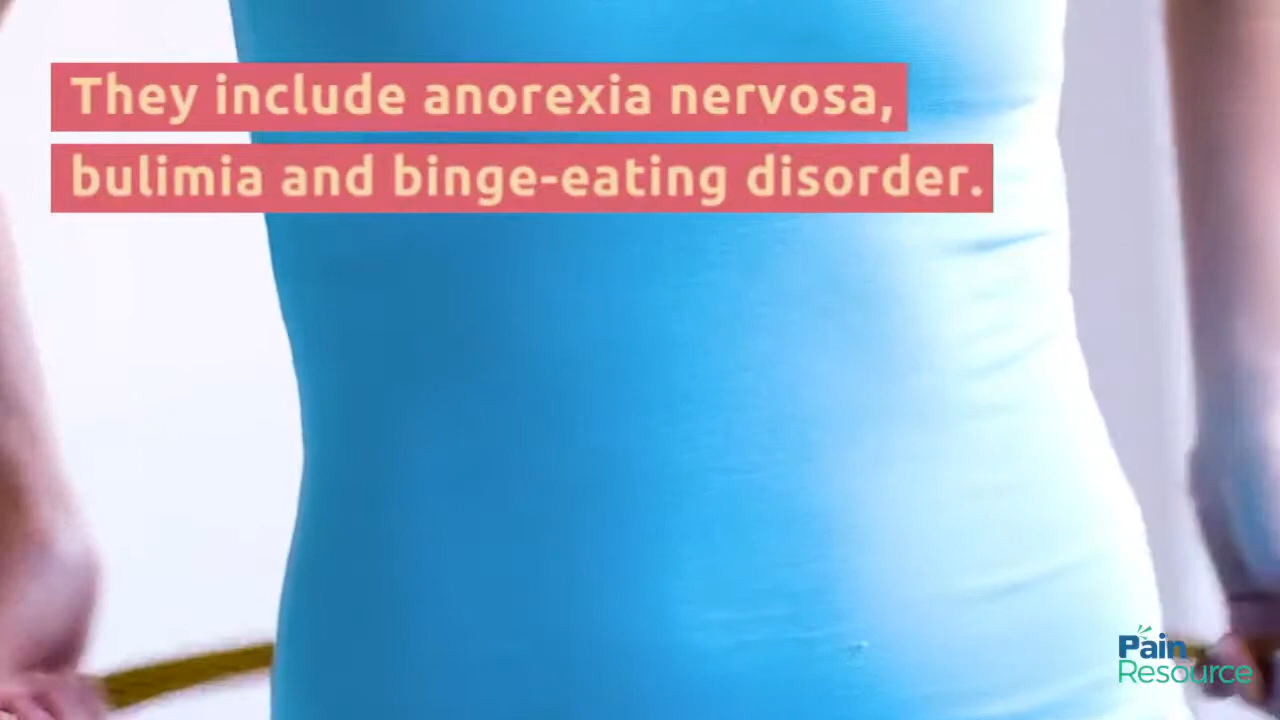 They include anorexia nervosa,
bulimia and binge-eating disorder.
Pain
Resource